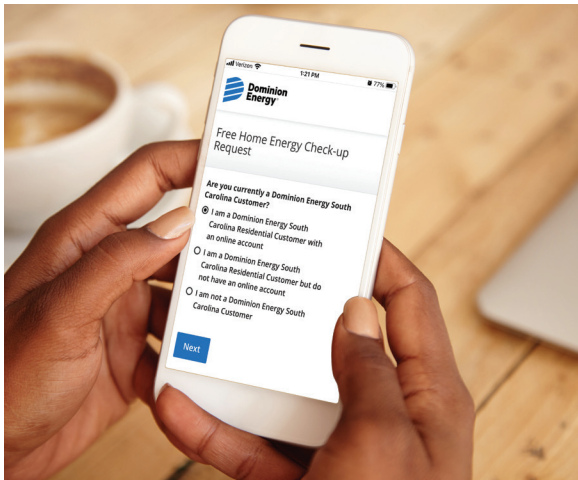 Verizon
1:21 PM
77%
Dominion
Energy®
Free Home Energy Check-up
Request
Are you currently a Dominion Energy South
Carolina Customer?
I am a Dominion Energy South
Carolina Residential Customer with
an online account
I am a Dominion Energy South
Carolina Residential Customer but do
not have an online account
I am not a Dominion Energy South
Carolina Customer
Next